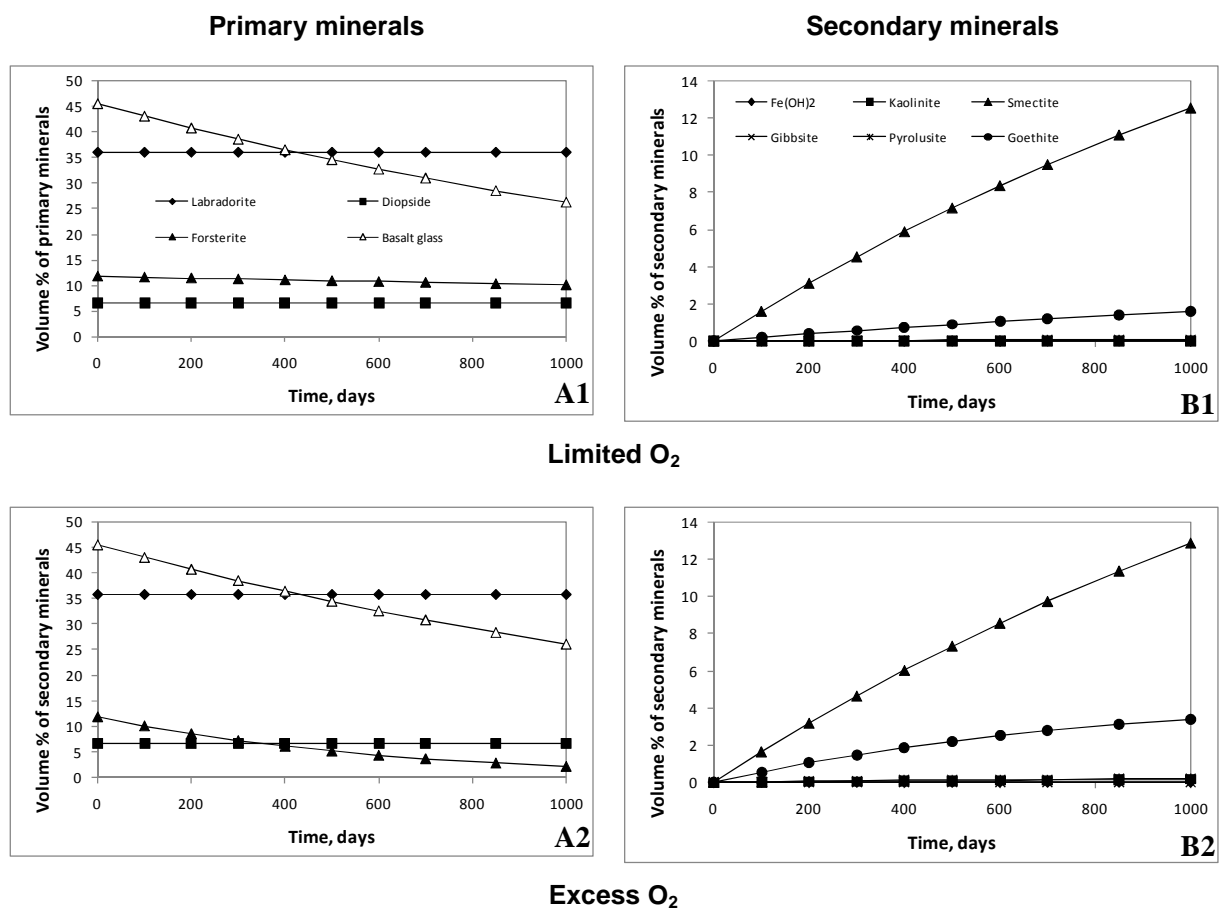 Primary minerals
Secondary minerals
Volume % of primary minerals
50
45
40
35
30
25
20
15
10
5
0
Labradorite
Diopside
Forsterite
Basalt glass
0 200 400 600 800 1000
Time, days
A1
Volume % of secondary minerals
14
12
10
8
6
4
2
0
Fe(OH)2
Kaolinite
Smectite
Gibbsite
Pyrolusite
Goethite
0 200 400 600 800 1000
Time, days
B1
Limited O₂
Volume % of secondary minerals
50
45
40
35
30
25
20
15
10
5
0
0 200 400 600 800 1000
Time, days
A2
Volume % of secondary minerals
14
12
10
8
6
4
2
0
0 200 400 600 800 1000
Time, days
B2
Excess O₂